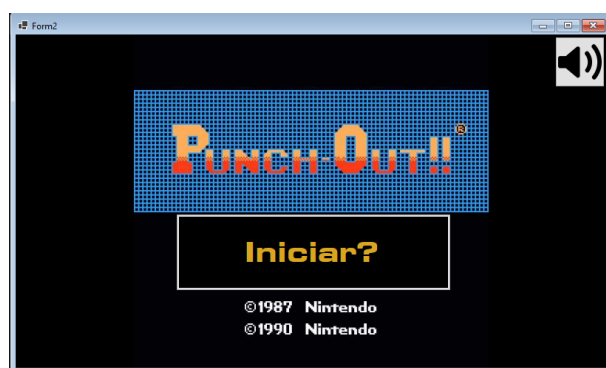 Form2
PUNCH-OUT!!®
Iniciar?
©1987 Nintendo
©1990 Nintendo